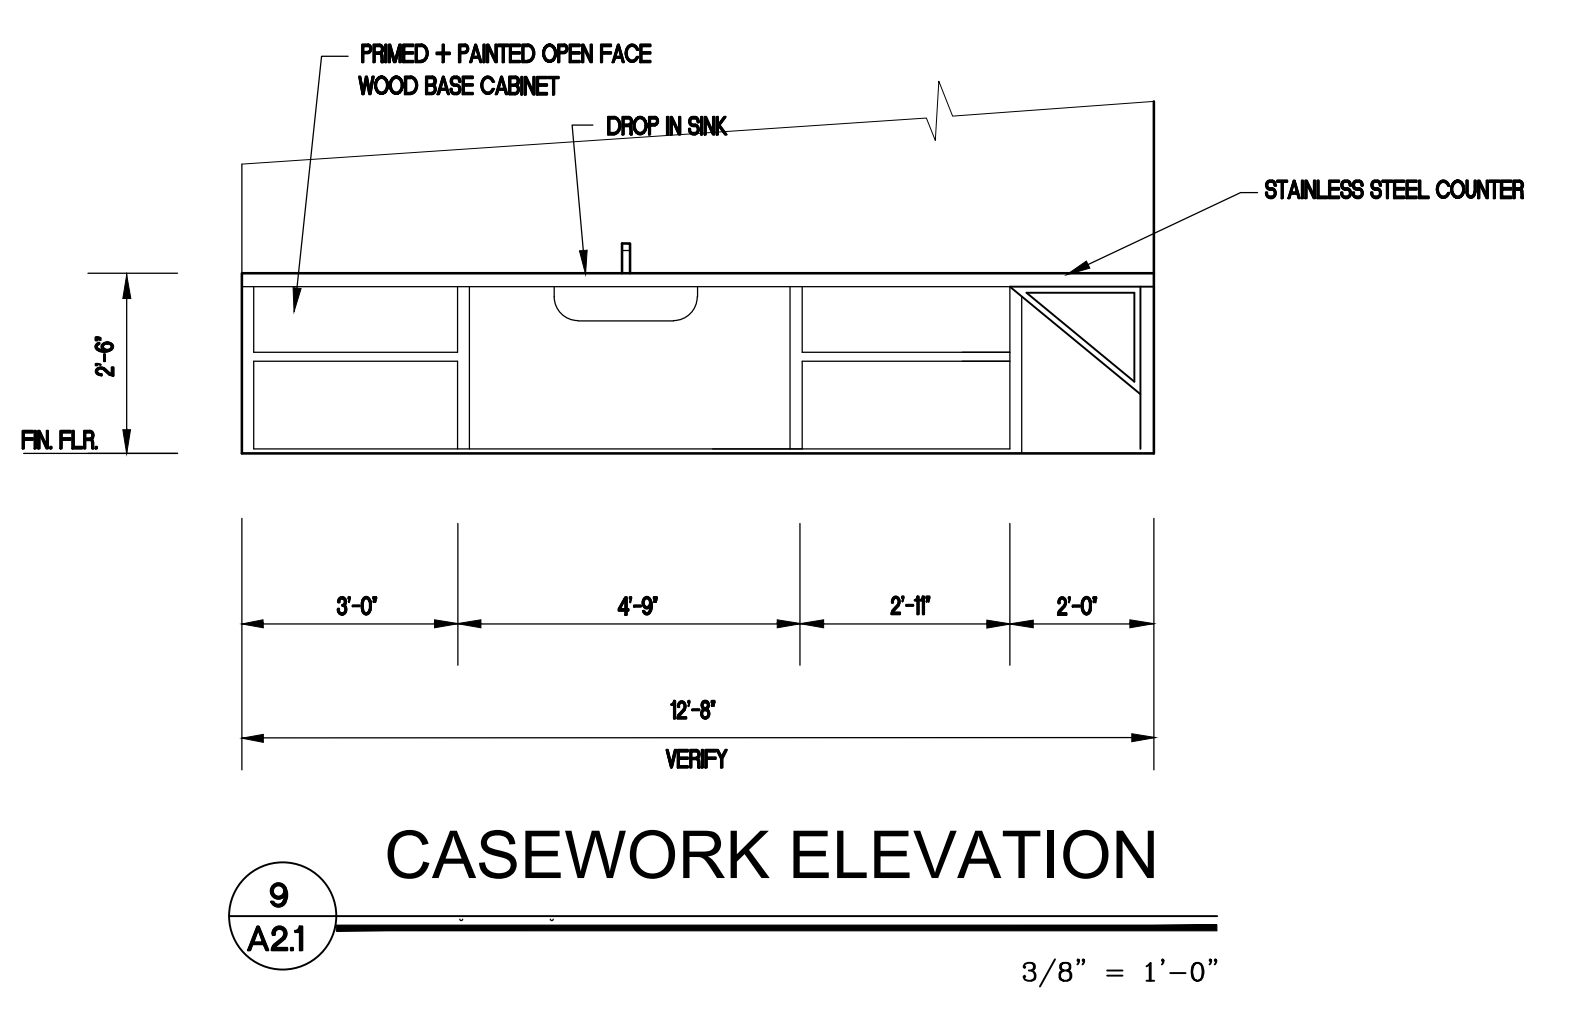 PRIMED + PAINTED OPEN FACE
WOOD BASE CABINET
DROP IN SINK
STAINLESS STEEL COUNTER
2'-6"
FIN. FLR.
3'-0"
4'-9"
2'-11"
2'-0"
12'-8"
VERIFY
CASEWORK ELEVATION
9
A2.1
3/8" = 1'-0"